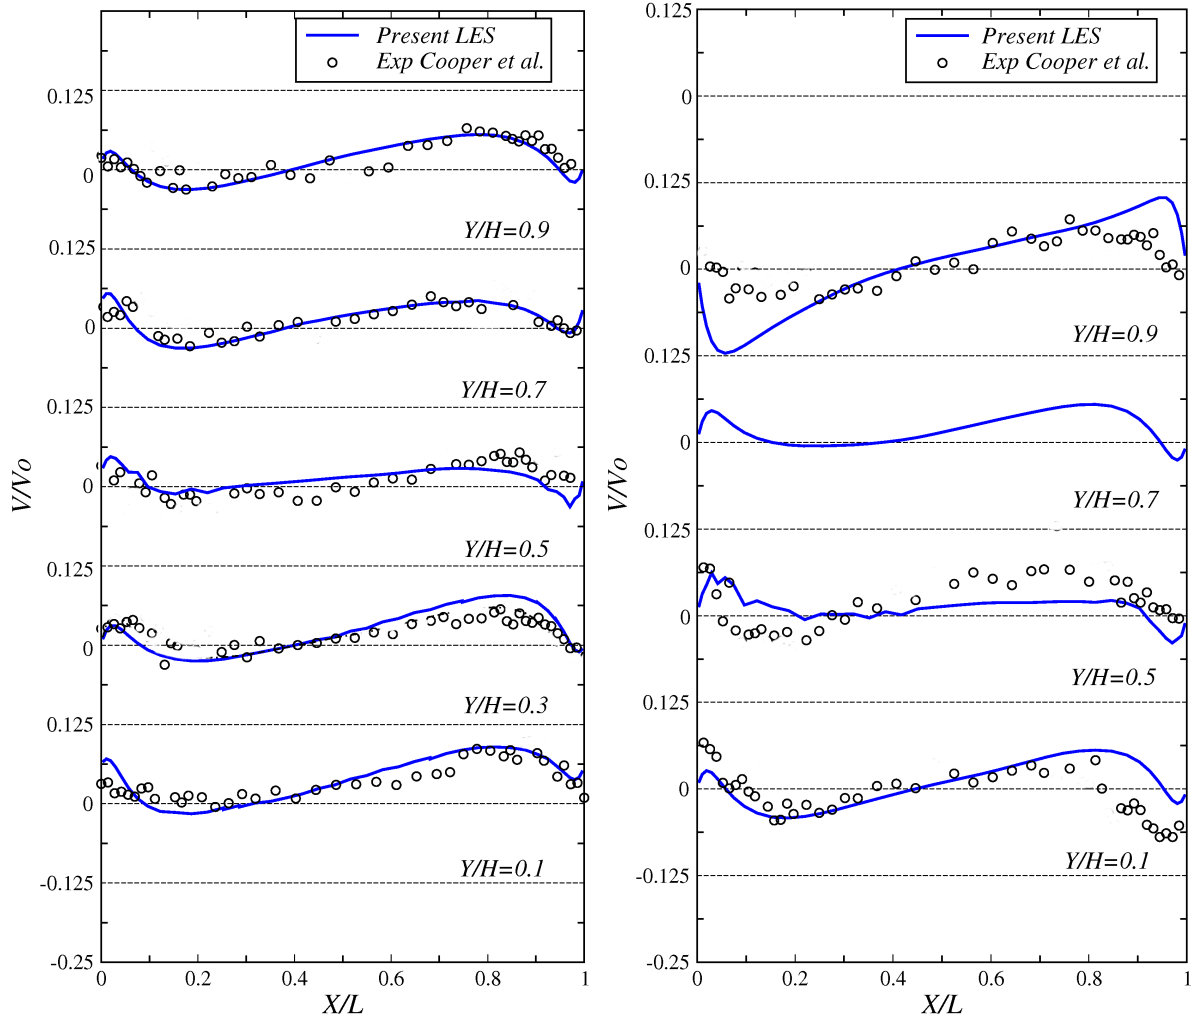 Present LES
Exp Cooper et al.
0.125
0
Y/H=0.9
0.125
0
Y/H=0.7
0.125
0
Y/H=0.5
0.125
0
Y/H=0.3
0.125
0
Y/H=0.1
-0.125
-0.25
0
0.2
0.4
0.6
0.8
1
V/Vo
X/L
0.125
Present LES
Exp Cooper et al.
0
0.125
0
Y/H=0.9
0.125
0
Y/H=0.7
0.125
0
Y/H=0.5
0.125
0
Y/H=0.1
-0.125
-0.25
0
0.2
0.4
0.6
0.8
1
V/Vo
X/L